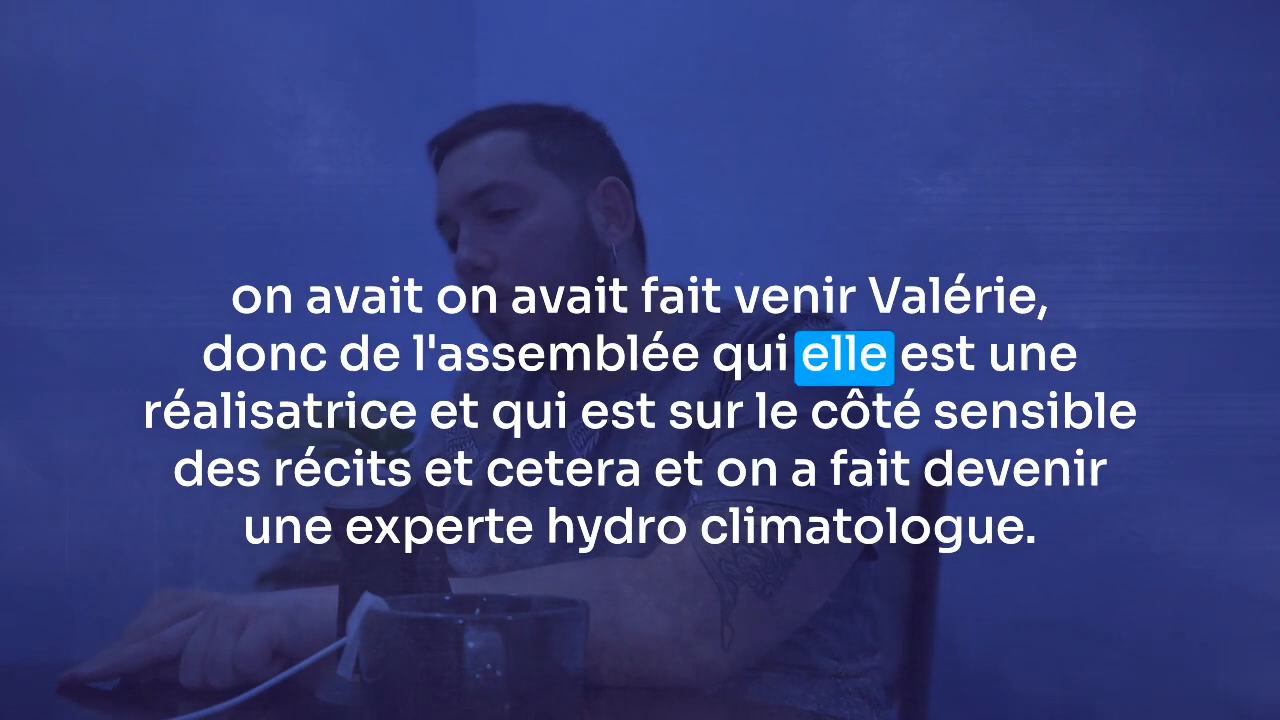 on avait on avait fait venir Valérie,
donc de l'assemblée qui elle est une
réalisatrice et qui est sur le côté sensible
des récits et cetera et on a fait devenir
une experte hydro climatologue.